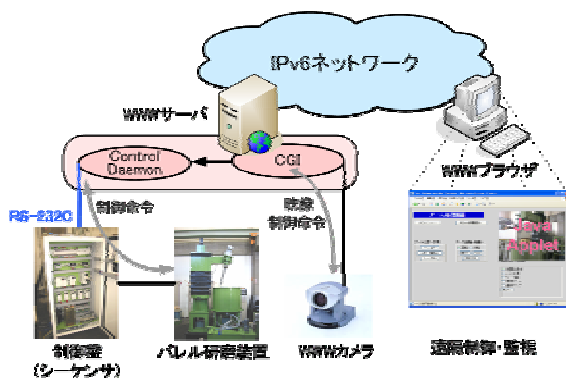 IPv6ネットワーク
WWWサーバ
Control
Daemon
CGI
WWWブラウザ
RS-232C
制御命令
映像
制御命令
Java
Applet
制御盤
(シーケンサ)
バレル研磨装置
WWWカメラ
遠隔制御・監視